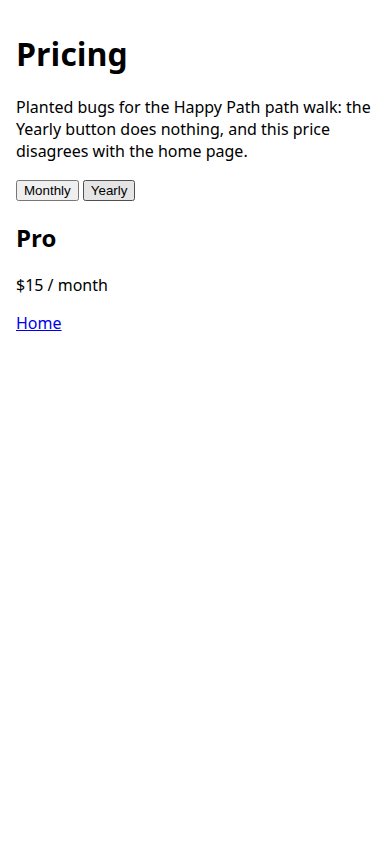 Pricing
Planted bugs for the Happy Path path walk: the
Yearly button does nothing, and this price
disagrees with the home page.
Monthly Yearly
Pro
$15 / month
Home